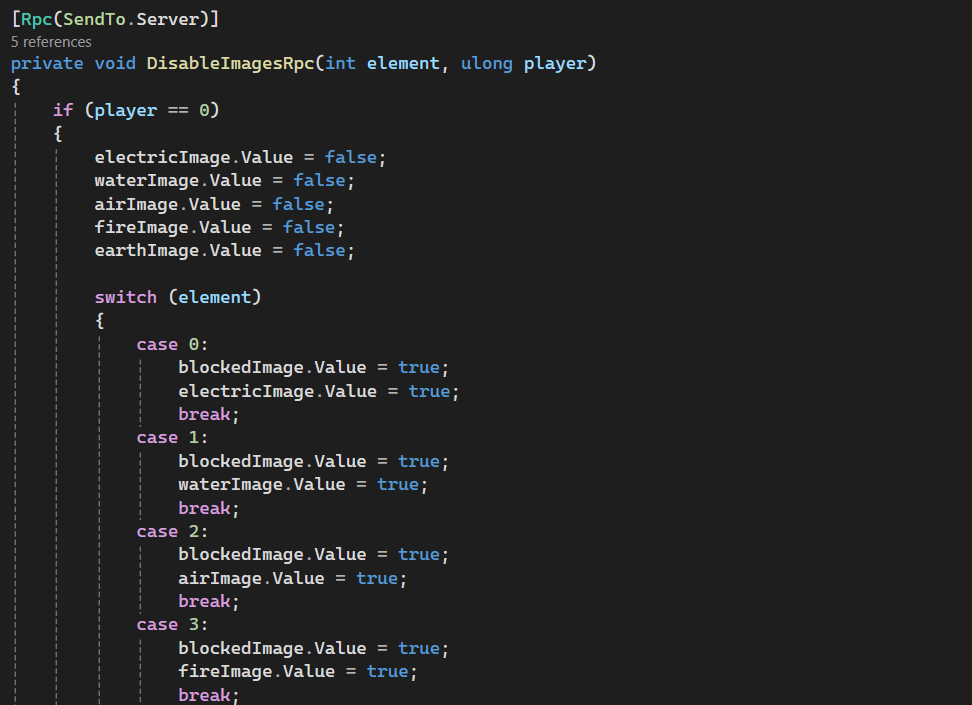 [Rpc(SendTo.Server)]
5 references
private void DisableImagesRpc(int element, ulong player)
{
    if (player == 0)
    {
        electricImage.Value = false;
        waterImage.Value = false;
        airImage.Value = false;
        fireImage.Value = false;
        earthImage.Value = false;

        switch (element)
        {
            case 0:
                blockedImage.Value = true;
                electricImage.Value = true;
                break;
            case 1:
                blockedImage.Value = true;
                waterImage.Value = true;
                break;
            case 2:
                blockedImage.Value = true;
                airImage.Value = true;
                break;
            case 3:
                blockedImage.Value = true;
                fireImage.Value = true;
                break;